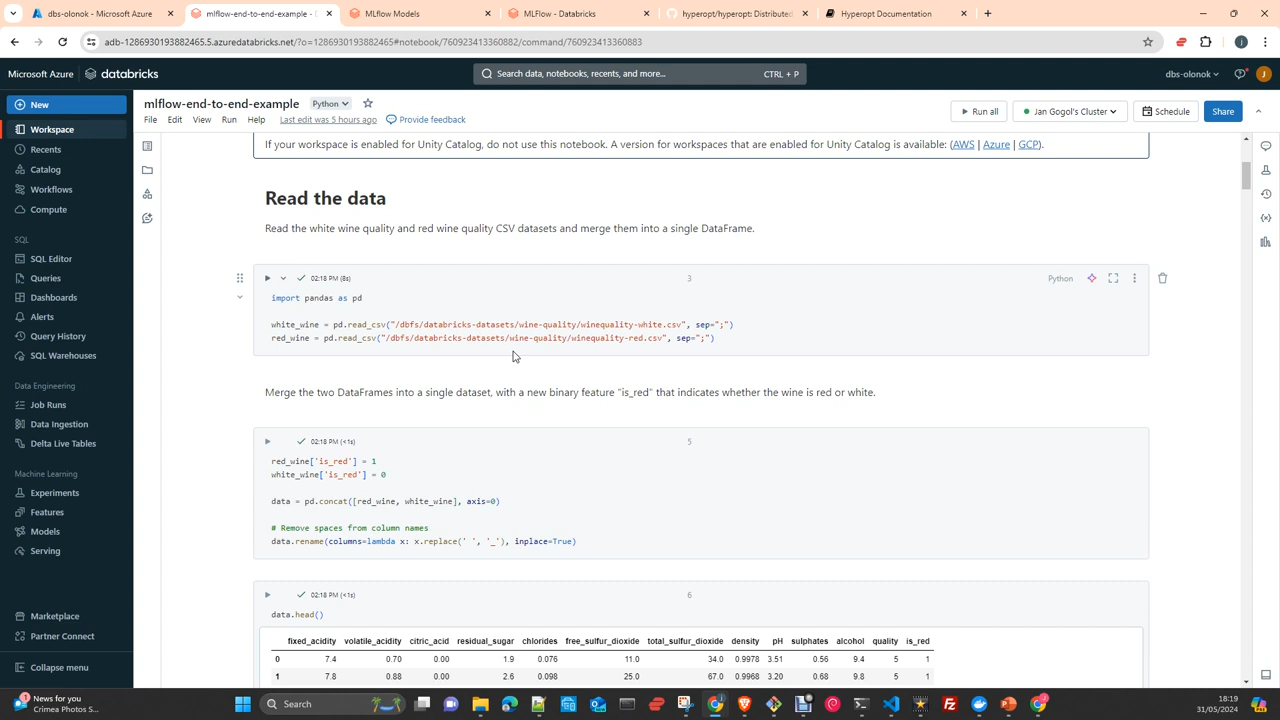 dbs-olonok - Microsoft Azure
mlflow-end-to-end-example -
MLflow Models
MLFlow - Databricks
hyperopt/hyperopt: Distributed
Hyperopt Documentation
adb-1286930193882465.5.azuredatabricks.net/?o=1286930193882465#notebook/760923413360882/command/760923413360883
Microsoft Azure
databricks
Search data, notebooks, recents, and more...
CTRL + P
dbs-olonok
J
New
Workspace
Recents
Catalog
Workflows
Compute
SQL
SQL Editor
Queries
Dashboards
Alerts
Query History
SQL Warehouses
Data Engineering
Job Runs
Data Ingestion
Delta Live Tables
Machine Learning
Experiments
Features
Models
Serving
Marketplace
Partner Connect
Collapse menu
mlflow-end-to-end-example
Python
File Edit View Run Help Last edit was 5 hours ago Provide feedback
Run all
Jan Gogol's Cluster
Schedule
Share
If your workspace is enabled for Unity Catalog, do not use this notebook. A version for workspaces that are enabled for Unity Catalog is available: (AWS | Azure | GCP).
Read the data
Read the white wine quality and red wine quality CSV datasets and merge them into a single DataFrame.
02:18 PM (8s)
3
Python
import pandas as pd
white_wine = pd.read_csv("/dbfs/databricks-datasets/wine-quality/winequality-white.csv", sep=";")
red_wine = pd.read_csv("/dbfs/databricks-datasets/wine-quality/winequality-red.csv", sep=";")
Merge the two DataFrames into a single dataset, with a new binary feature "is_red" that indicates whether the wine is red or white.
02:18 PM (<1s)
5
red_wine['is_red'] = 1
white_wine['is_red'] = 0
data = pd.concat([red_wine, white_wine], axis=0)
# Remove spaces from column names
data.rename(columns=lambda x: x.replace(' ', '_'), inplace=True)
02:18 PM (<1s)
6
data.head()
fixed_acidity volatile_acidity citric_acid residual_sugar chlorides free_sulfur_dioxide total_sulfur_dioxide density pH sulphates alcohol quality is_red
0 7.4 0.70 0.00 1.9 0.076 11.0 34.0 0.9978 3.51 0.56 9.4 5 1
1 7.8 0.88 0.00 2.6 0.098 25.0 67.0 0.9968 3.20 0.68 9.8 5 1
News for you
Crimea Photos S...
Search
18:19
31/05/2024